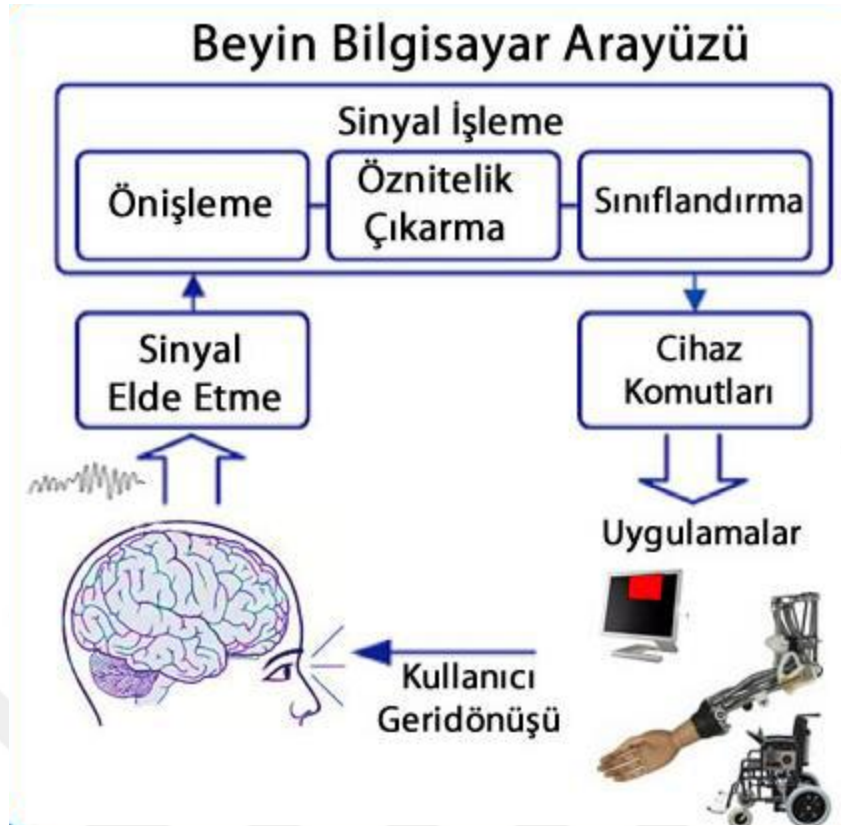 Beyin Bilgisayar Arayüzü
Sinyal İşleme
Önişleme
Öznitelik
Çıkarma
Sınıflandırma
Sinyal
Elde Etme
Cihaz
Komutları
Uygulamalar
Kullanıcı
Geridönüşü